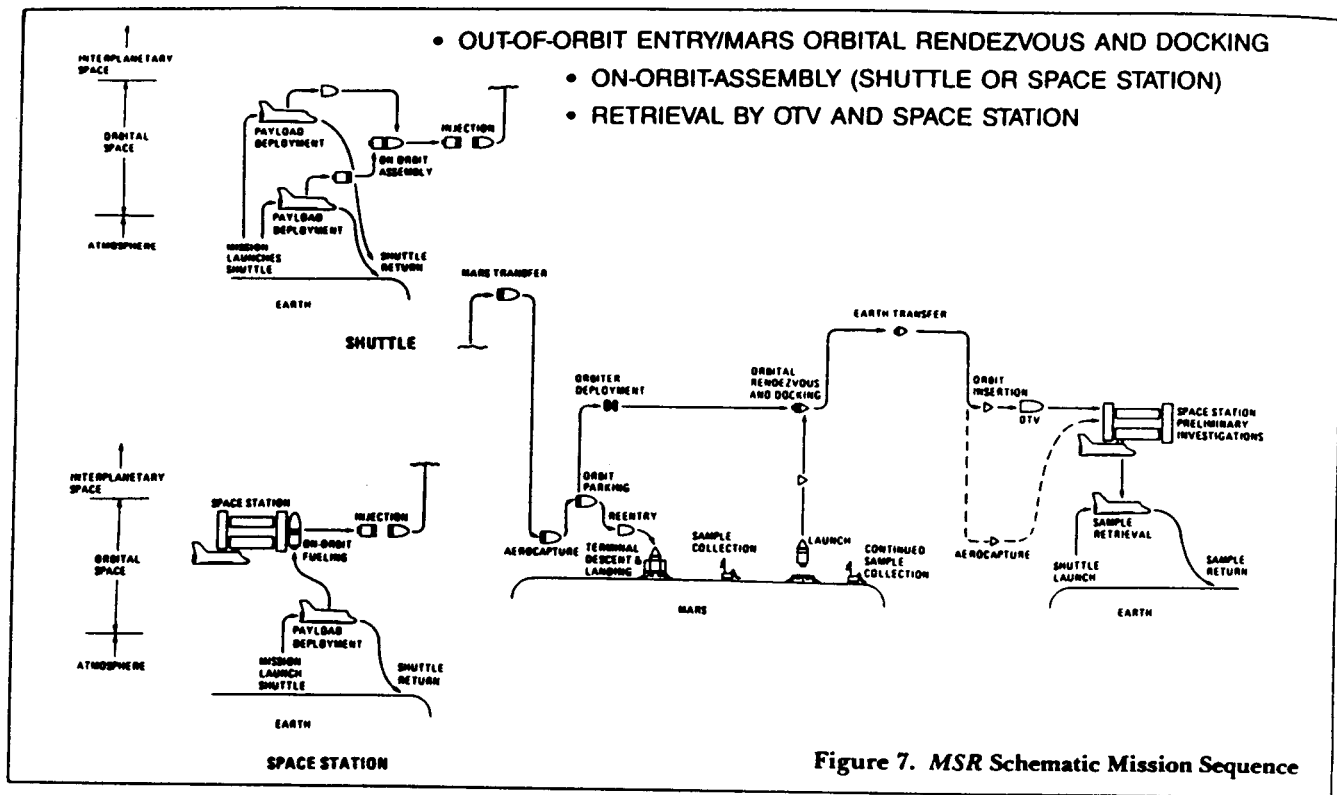 • OUT-OF-ORBIT ENTRY/MARS ORBITAL RENDEZVOUS AND DOCKING
• ON-ORBIT-ASSEMBLY (SHUTTLE OR SPACE STATION)
• RETRIEVAL BY OTV AND SPACE STATION
INTERPLANETARY
SPACE
ORBITAL
SPACE
ATMOSPHERE
PAYLOAD
DEPLOYMENT
ON ORBIT
ASSEMBLY
INJECTION
PAYLOAD
DEPLOYMENT
MISSION
LAUNCHES
SHUTTLE
SHUTTLE
RETURN
EARTH
SHUTTLE
MARS TRANSFER
EARTH TRANSFER
ORBITER
DEPLOYMENT
ORBITAL
RENDEZVOUS
AND DOCKING
ORBIT
INSERTION
OTV
SPACE STATION
PRELIMINARY
INVESTIGATIONS
INTERPLANETARY
SPACE
ORBITAL
SPACE
ATMOSPHERE
SPACE STATION
INJECTION
ON-ORBIT
FUELING
PAYLOAD
DEPLOYMENT
MISSION
LAUNCH
SHUTTLE
SHUTTLE
RETURN
EARTH
SPACE STATION
AEROCAPTURE
ORBIT
PARKING
REENTRY
TERMINAL
DESCENT &
LANDING
SAMPLE
COLLECTION
LAUNCH
CONTINUED
SAMPLE
COLLECTION
MARS
AEROCAPTURE
SAMPLE
RETRIEVAL
SHUTTLE
LAUNCH
SAMPLE
RETURN
EARTH
Figure 7. MSR Schematic Mission Sequence